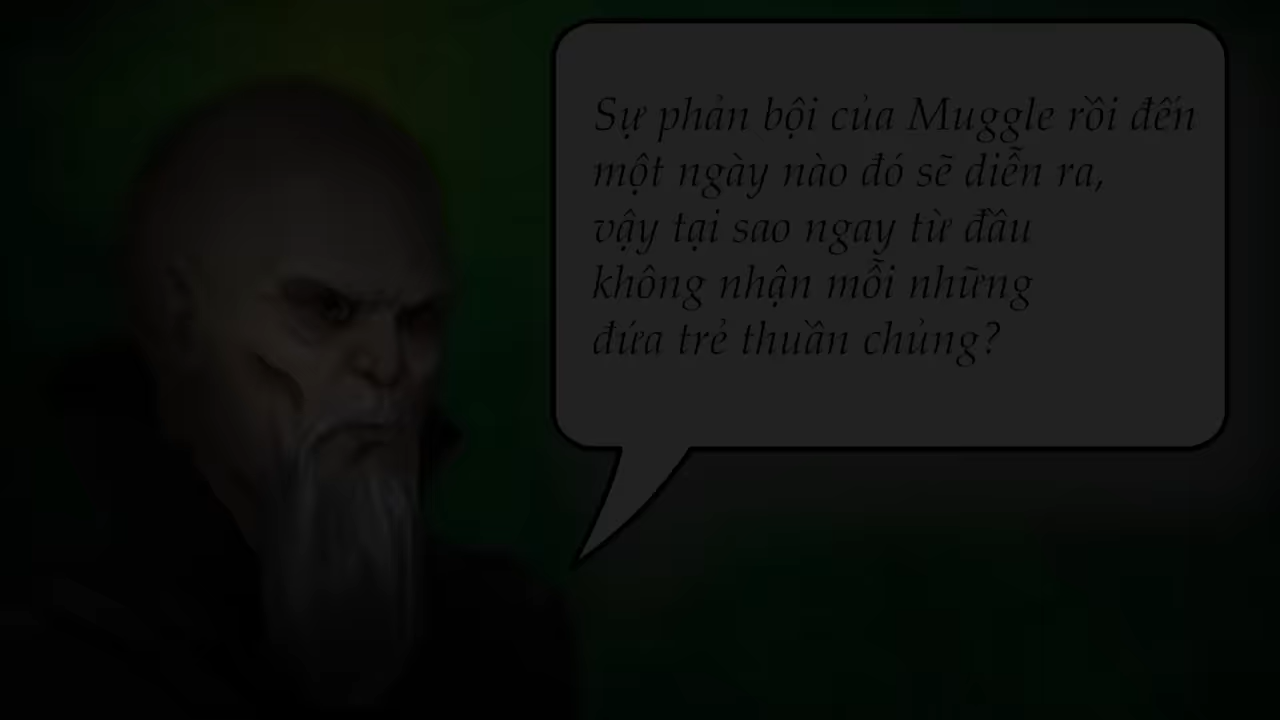 Sự phản bội của Muggle rồi đến
một ngày nào đó sẽ diễn ra,
vậy tại sao ngay từ đầu
không nhận mỗi những
đứa trẻ thuần chủng?